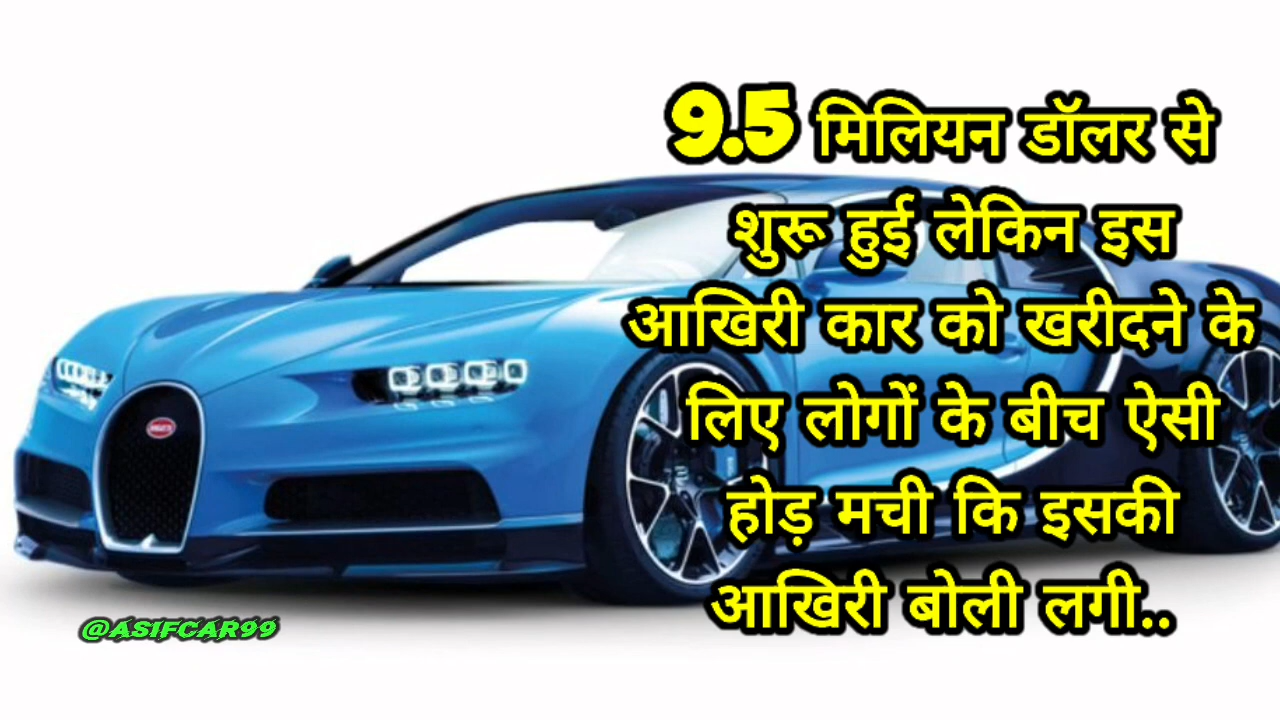 9.5 मिलियन डॉलर से
शुरू हुई लेकिन इस
आखिरी कार को खरीदने के
लिए लोगों के बीच ऐसी
होड़ मची कि इसकी
आखिरी बोली लगी..
@ASIFCAR99